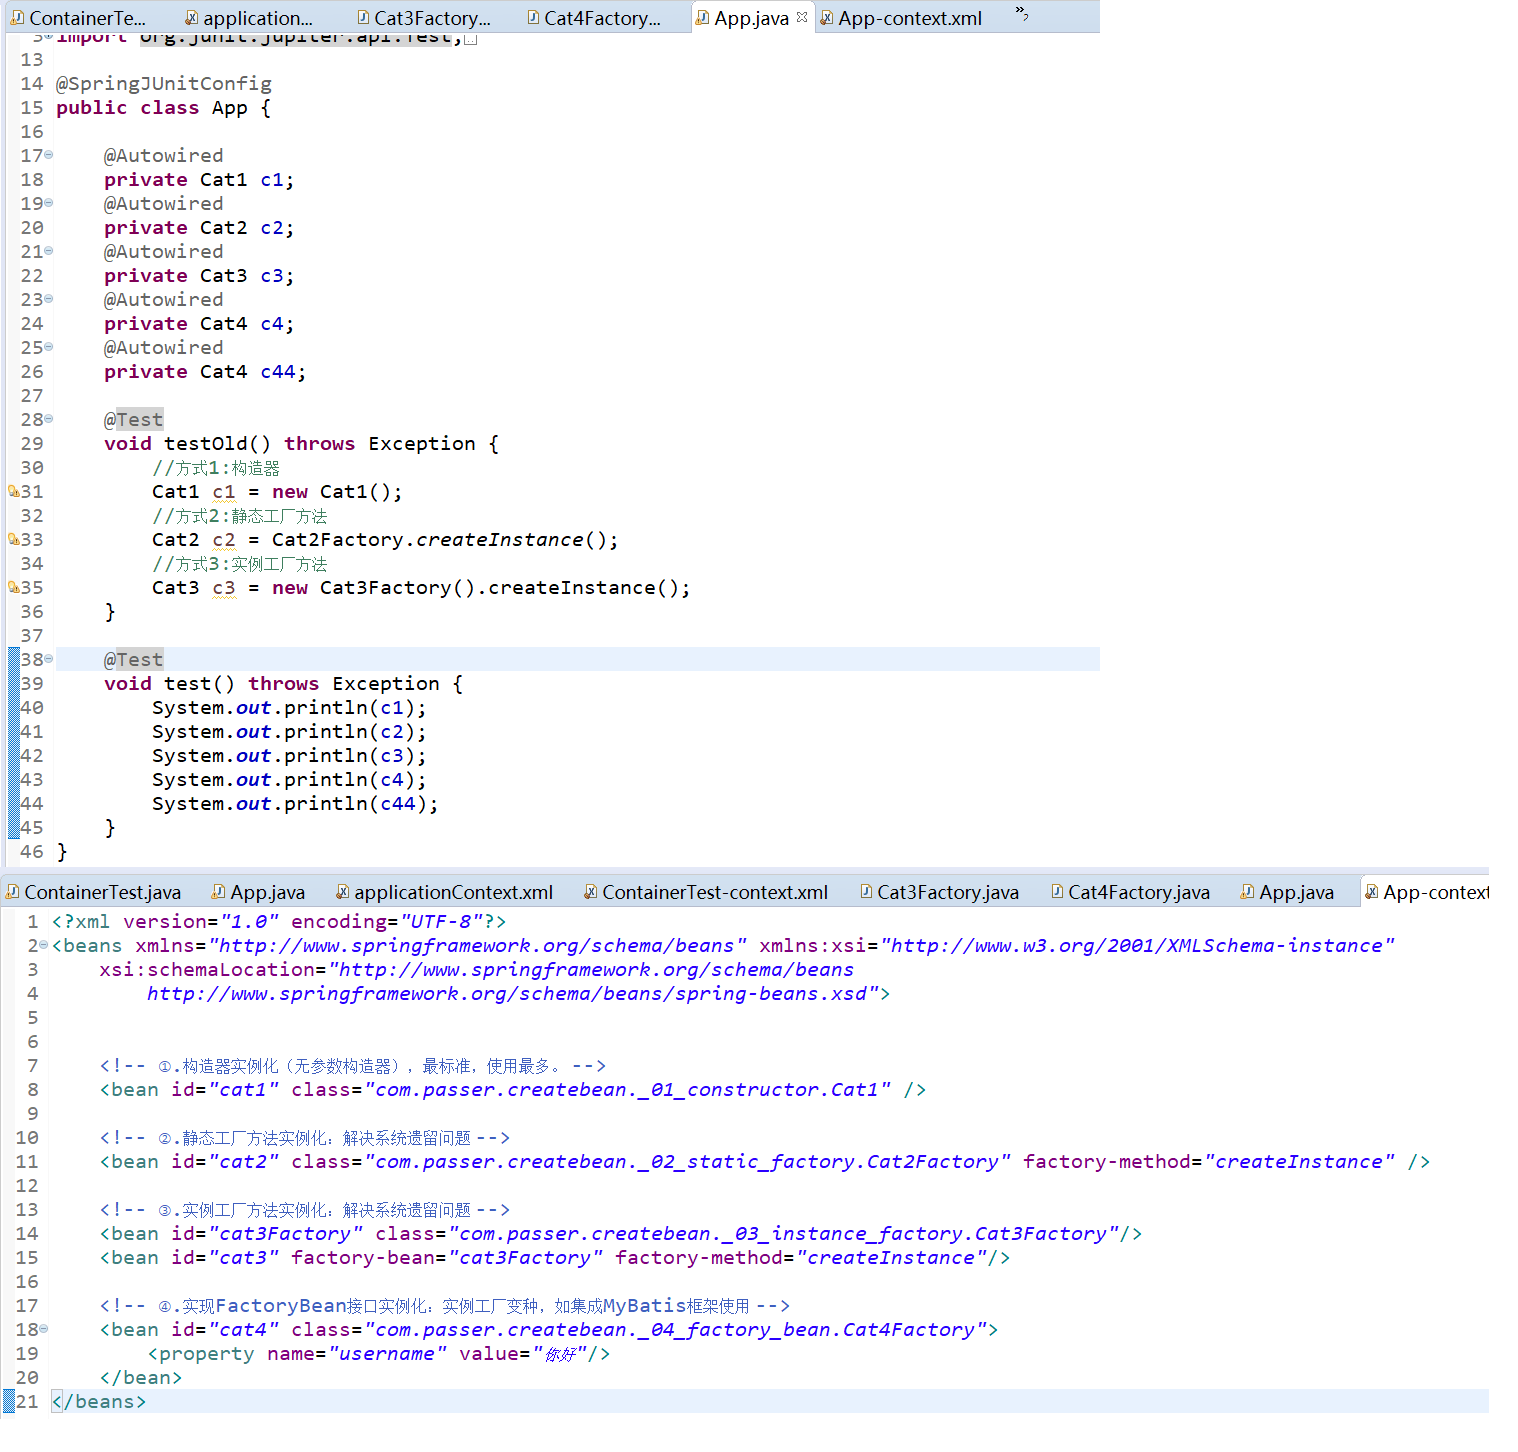 ContainerTe... application... Cat3Factory... Cat4Factory... App.java App-context.xml
3 import org.junit.jupiter.api.Test;
13
14 @SpringJUnitConfig
15 public class App {
16
17 @Autowired
18 private Cat1 c1;
19 @Autowired
20 private Cat2 c2;
21 @Autowired
22 private Cat3 c3;
23 @Autowired
24 private Cat4 c4;
25 @Autowired
26 private Cat4 c44;
27
28 @Test
29 void testOld() throws Exception {
30 //方式1:构造器
31 Cat1 c1 = new Cat1();
32 //方式2:静态工厂方法
33 Cat2 c2 = Cat2Factory.createInstance();
34 //方式3:实例工厂方法
35 Cat3 c3 = new Cat3Factory().createInstance();
36 }
37
38 @Test
39 void test() throws Exception {
40 System.out.println(c1);
41 System.out.println(c2);
42 System.out.println(c3);
43 System.out.println(c4);
44 System.out.println(c44);
45 }
46 }
ContainerTest.java App.java applicationContext.xml ContainerTest-context.xml Cat3Factory.java Cat4Factory.java App.java App-context
1 <?xml version="1.0" encoding="UTF-8"?>
2 <beans xmlns="http://www.springframework.org/schema/beans" xmlns:xsi="http://www.w3.org/2001/XMLSchema-instance"
3 xsi:schemaLocation="http://www.springframework.org/schema/beans
4 http://www.springframework.org/schema/beans/spring-beans.xsd">
5
6
7 <!-- ①.构造器实例化（无参数构造器），最标准，使用最多。-->
8 <bean id="cat1" class="com.passer.createbean._01_constructor.Cat1" />
9
10 <!-- ②.静态工厂方法实例化：解决系统遗留问题 -->
11 <bean id="cat2" class="com.passer.createbean._02_static_factory.Cat2Factory" factory-method="createInstance" />
12
13 <!-- ③.实例工厂方法实例化：解决系统遗留问题 -->
14 <bean id="cat3Factory" class="com.passer.createbean._03_instance_factory.Cat3Factory"/>
15 <bean id="cat3" factory-bean="cat3Factory" factory-method="createInstance"/>
16
17 <!-- ④.实现FactoryBean接口实例化：实例工厂变种，如集成MyBatis框架使用 -->
18 <bean id="cat4" class="com.passer.createbean._04_factory_bean.Cat4Factory">
19 <property name="username" value="你好"/>
20 </bean>
21 </beans>